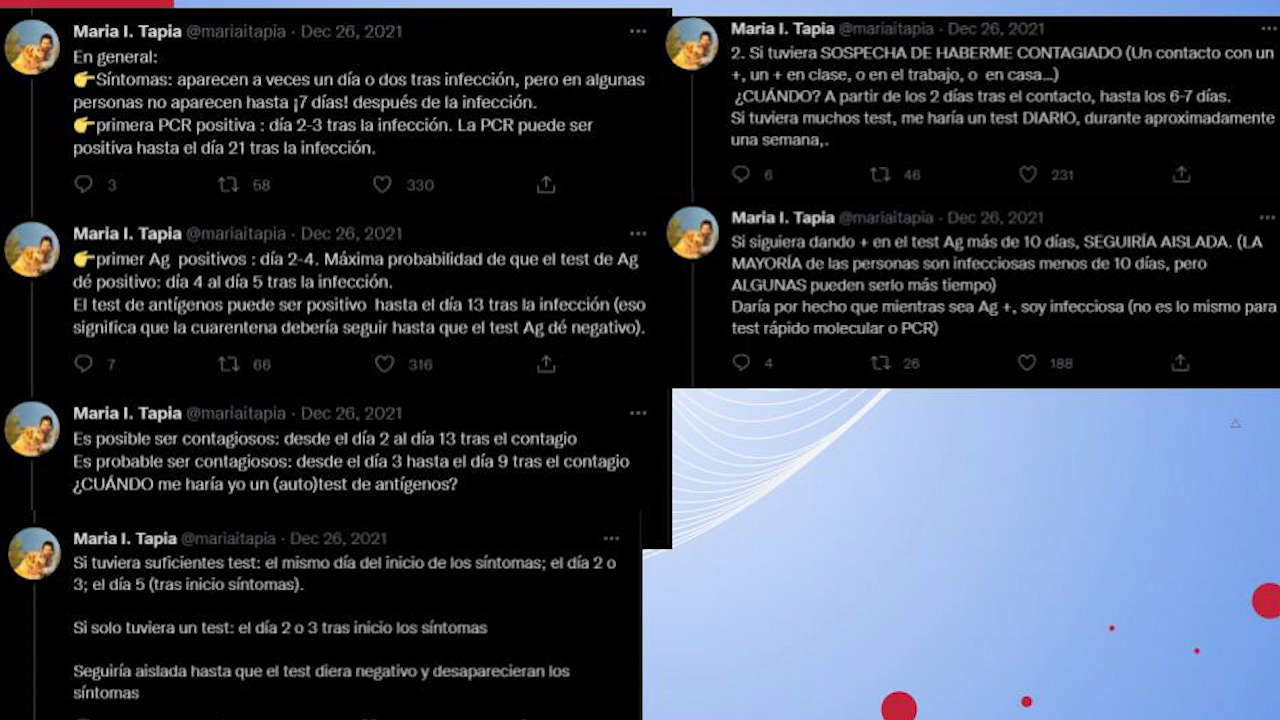 Maria I. Tapia @mariaitapia · Dec 26, 2021
En general:
👉Síntomas: aparecen a veces un día o dos tras infección, pero en algunas
personas no aparecen hasta ¡7 días! después de la infección.
👉primera PCR positiva : día 2-3 tras la infección. La PCR puede ser
positiva hasta el día 21 tras la infección.
3 58 330
Maria I. Tapia @mariaitapia · Dec 26, 2021
👉primer Ag positivos : día 2-4. Máxima probabilidad de que el test de Ag
dé positivo: día 4 al día 5 tras la infección.
El test de antígenos puede ser positivo hasta el día 13 tras la infección (eso
significa que la cuarentena debería seguir hasta que el test Ag dé negativo).
7 66 316
Maria I. Tapia @mariaitapia · Dec 26, 2021
Es posible ser contagiosos: desde el día 2 al día 13 tras el contagio
Es probable ser contagiosos: desde el día 3 hasta el día 9 tras el contagio
¿CUÁNDO me haría yo un (auto)test de antígenos?
Maria I. Tapia @mariaitapia · Dec 26, 2021
Si tuviera suficientes test: el mismo día del inicio de los síntomas; el día 2 o
3; el día 5 (tras inicio síntomas).
Si solo tuviera un test: el día 2 o 3 tras inicio los síntomas
Seguiría aislada hasta que el test diera negativo y desaparecieran los
síntomas
Maria I. Tapia @mariaitapia · Dec 26, 2021
2. Si tuviera SOSPECHA DE HABERME CONTAGIADO (Un contacto con un
+, un + en clase, o en el trabajo, o en casa...)
¿CUÁNDO? A partir de los 2 días tras el contacto, hasta los 6-7 días.
Si tuviera muchos test, me haría un test DIARIO, durante aproximadamente
una semana,.
6 46 231
Maria I. Tapia @mariaitapia · Dec 26, 2021
Si siguiera dando + en el test Ag más de 10 días, SEGUIRÍA AISLADA. (LA
MAYORÍA de las personas son infecciosas menos de 10 días, pero
ALGUNAS pueden serlo más tiempo)
Daría por hecho que mientras sea Ag +, soy infecciosa (no es lo mismo para
test rápido molecular o PCR)
4 26 188